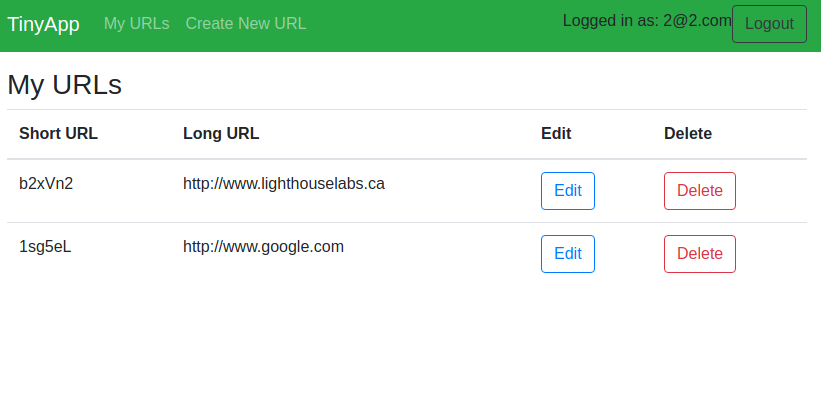 TinyApp My URLs Create New URL Logged in as: 2@2.com Logout
My URLs
Short URL Long URL Edit Delete
b2xVn2 http://www.lighthouselabs.ca Edit Delete
1sg5eL http://www.google.com Edit Delete